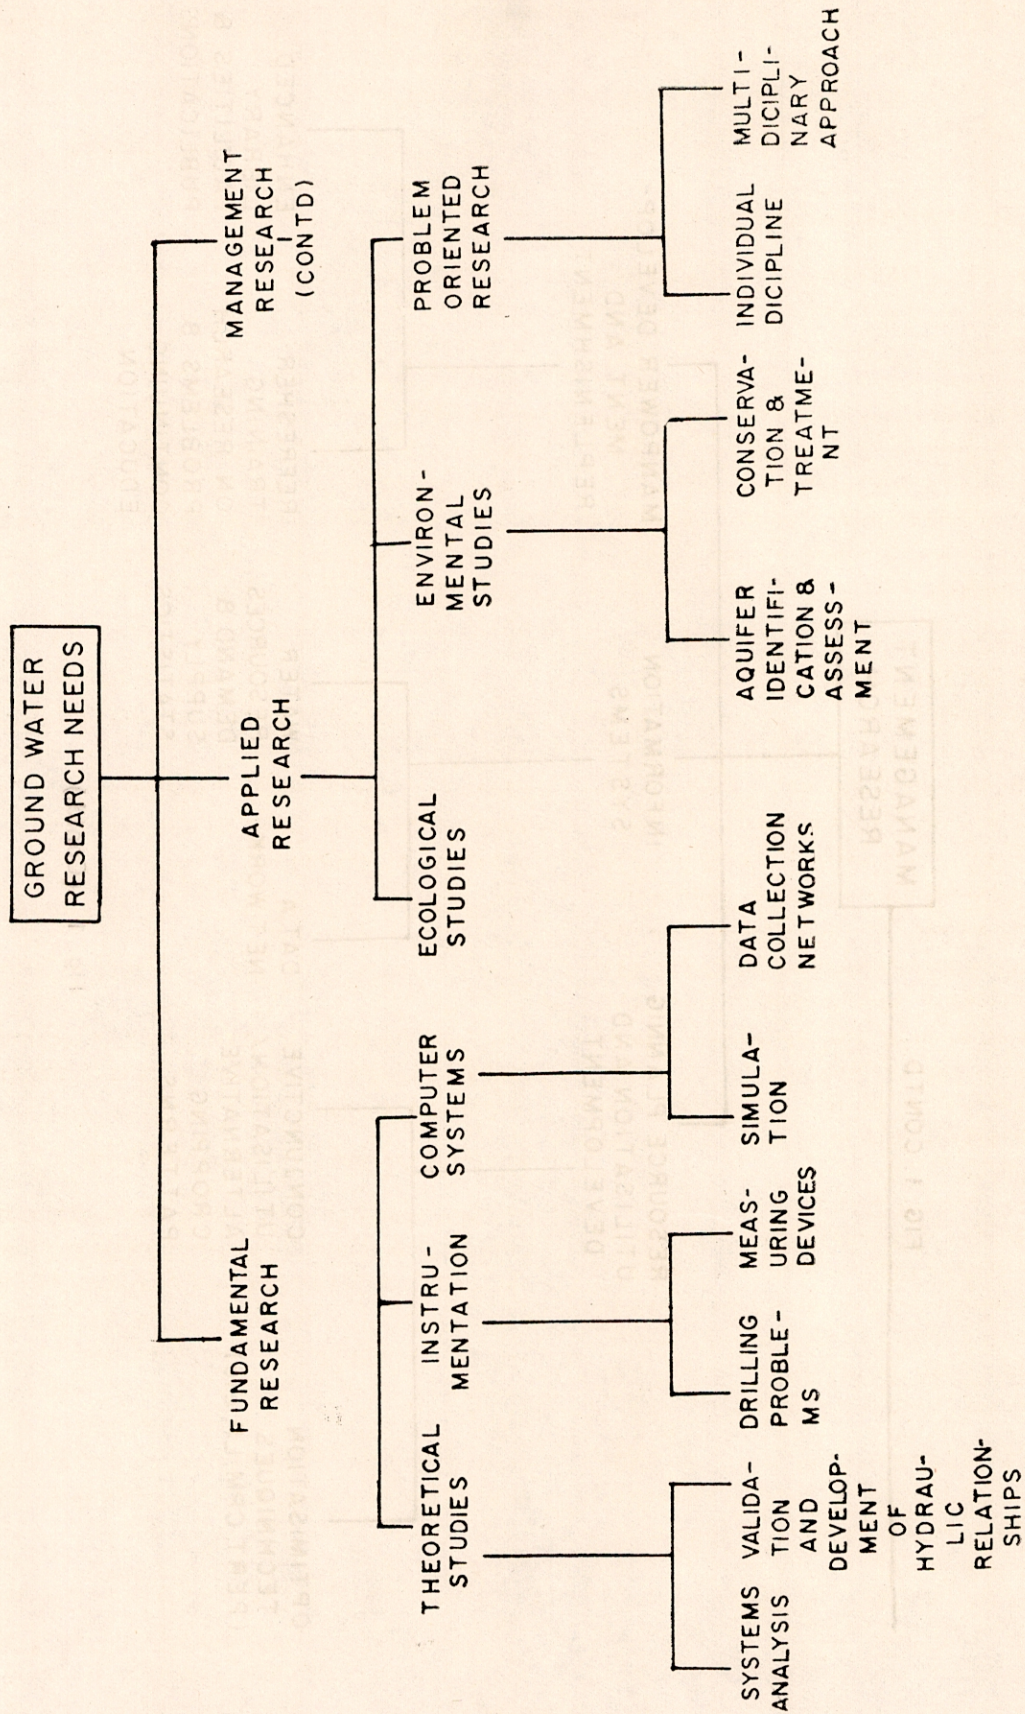 GROUND WATER
RESEARCH NEEDS
FUNDAMENTAL
RESEARCH
APPLIED
RESEARCH
MANAGEMENT
RESEARCH
(CONTD)
THEORETICAL
STUDIES
INSTRU-
MENTATION
COMPUTER
SYSTEMS
ECOLOGICAL
STUDIES
ENVIRON-
MENTAL
STUDIES
PROBLEM
ORIENTED
RESEARCH
SYSTEMS
ANALYSIS
VALIDA-
TION
AND
DEVELOP-
MENT
OF
HYDRAU-
LIC
RELATION-
SHIPS
DRILLING
PROBLE-
MS
MEAS-
URING
DEVICES
SIMULA-
TION
DATA
COLLECTION
NETWORKS
AQUIFER
IDENTIFI-
CATION &
ASSESS-
MENT
CONSERVA-
TION &
TREATME-
NT
INDIVIDUAL
DICIPLINE
MULTI-
DICIPLI-
NARY
APPROACH